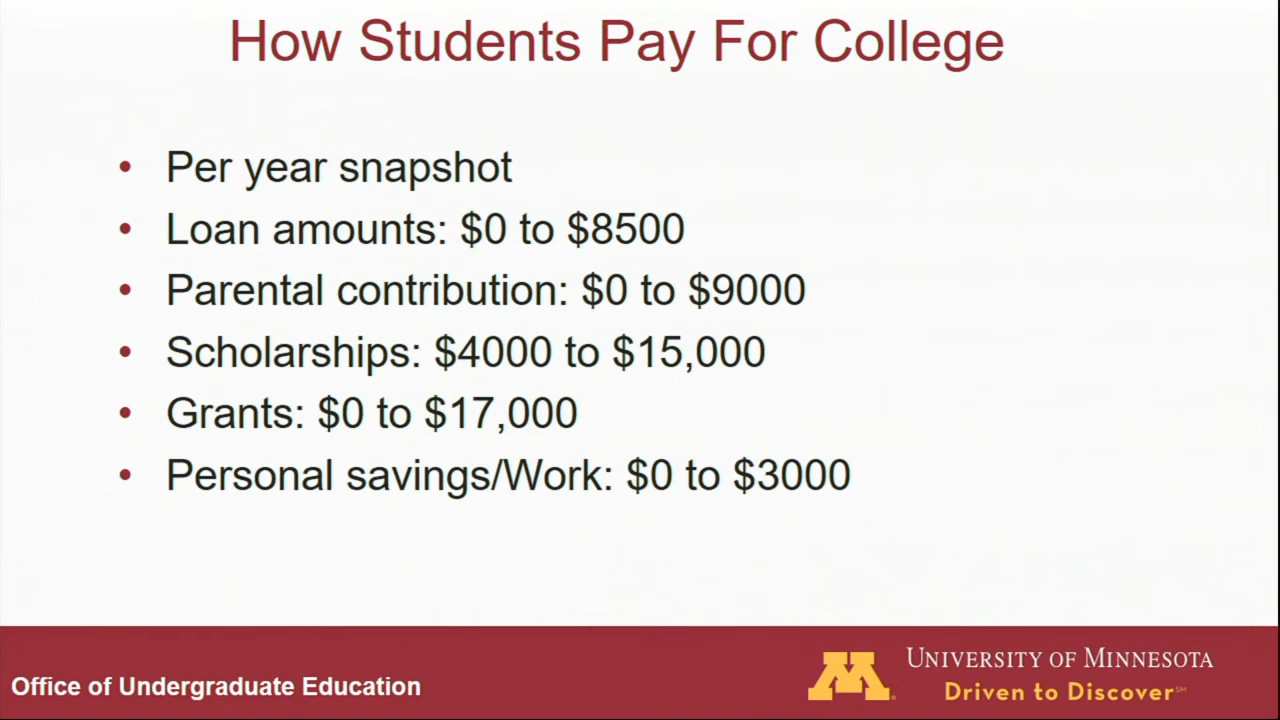 How Students Pay For College
• Per year snapshot
• Loan amounts: $0 to $8500
• Parental contribution: $0 to $9000
• Scholarships: $4000 to $15,000
• Grants: $0 to $17,000
• Personal savings/Work: $0 to $3000
Office of Undergraduate Education
M
UNIVERSITY OF MINNESOTA
Driven to Discover℠